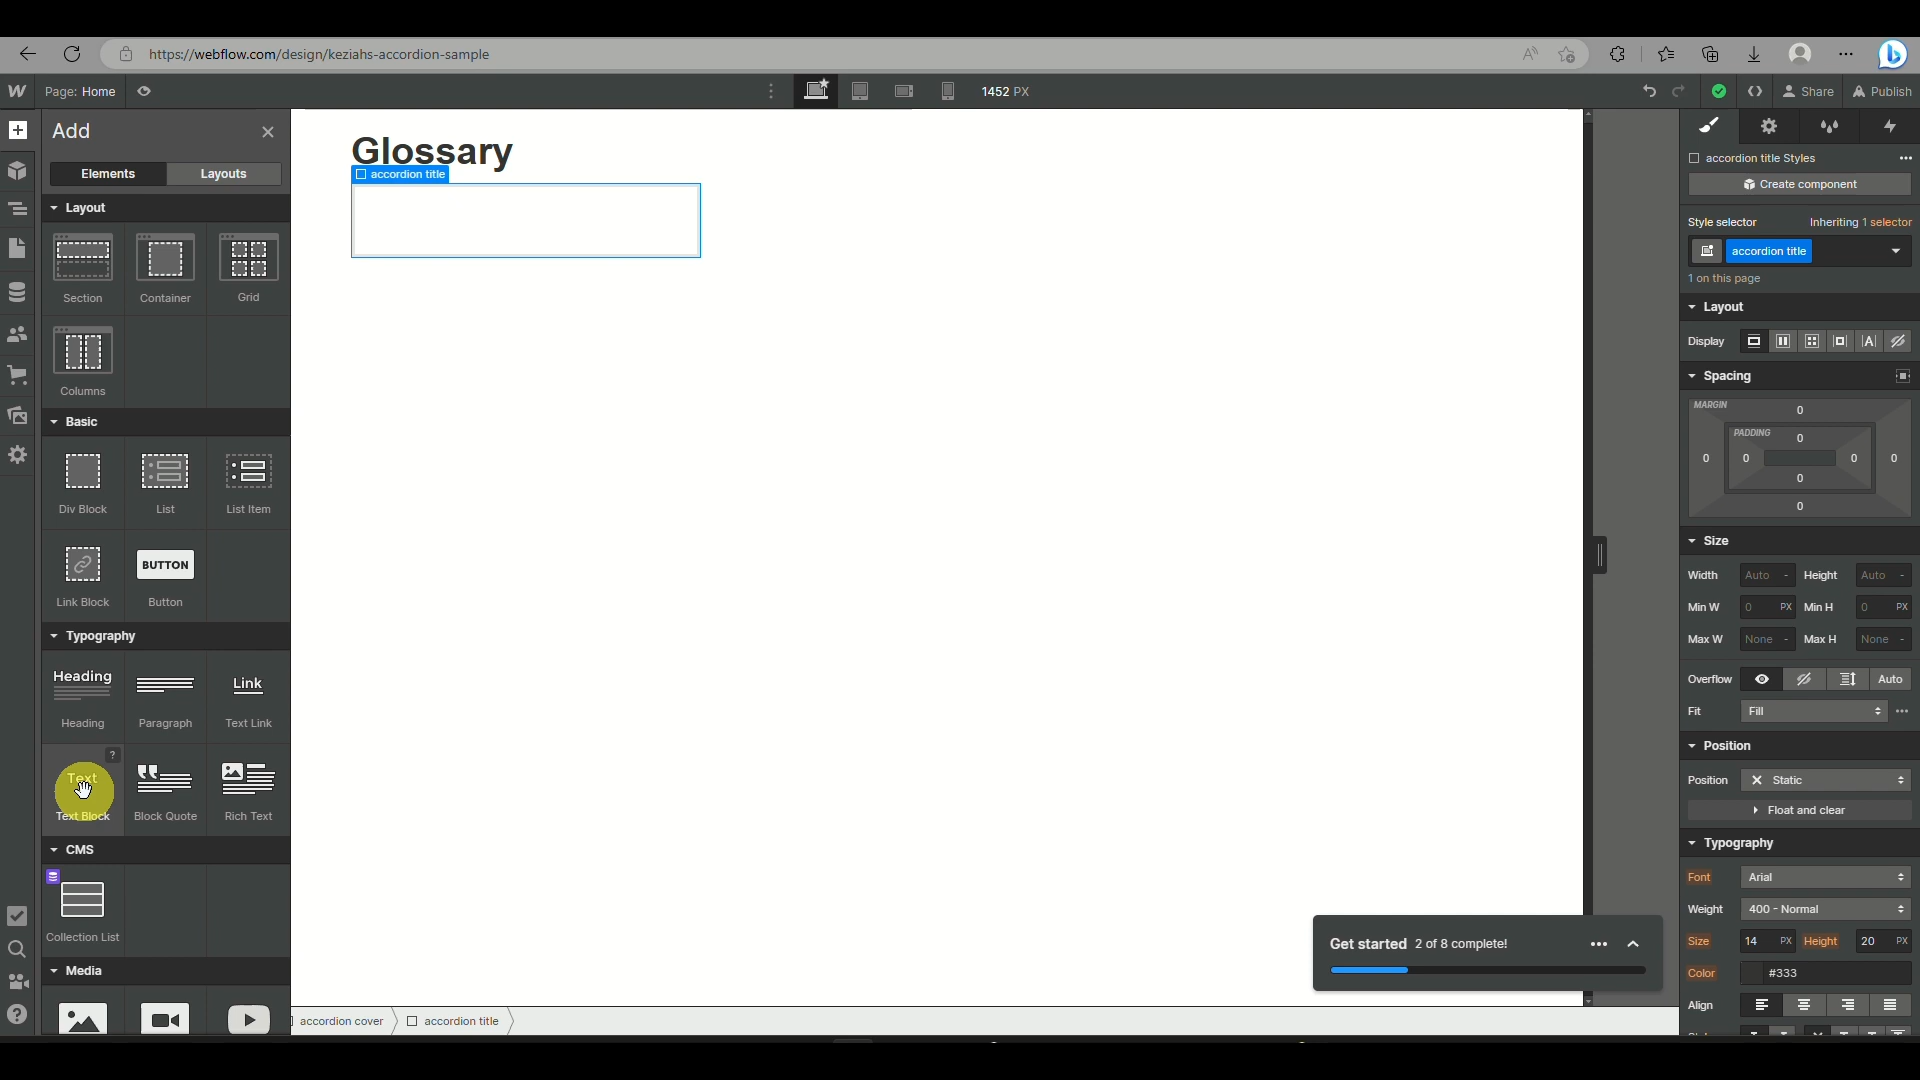 https://webflow.com/design/keziahs-accordion-sample
Page: Home
1452 PX
Share
Publish
Add
Elements
Layouts
Layout
Section
Container
Grid
Columns
Basic
Div Block
List
List Item
BUTTON
Link Block
Button
Typography
Heading
Link
Heading
Paragraph
Text Link
?
Text
Text Block
Block Quote
Rich Text
CMS
Collection List
Media
Glossary
accordion title
Get started 2 of 8 complete!
accordion cover
accordion title
accordion title Styles
Create component
Style selector
Inheriting 1 selector
accordion title
1 on this page
Layout
Display
Spacing
MARGIN
0
PADDING
0
0
0
0
0
0
0
Size
Width Auto - Height Auto -
Min W 0 PX Min H 0 PX
Max W None - Max H None -
Overflow Auto
Fit Fill
Position
Position Static
Float and clear
Typography
Font Arial
Weight 400 - Normal
Size 14 PX Height 20 PX
Color #333
Align